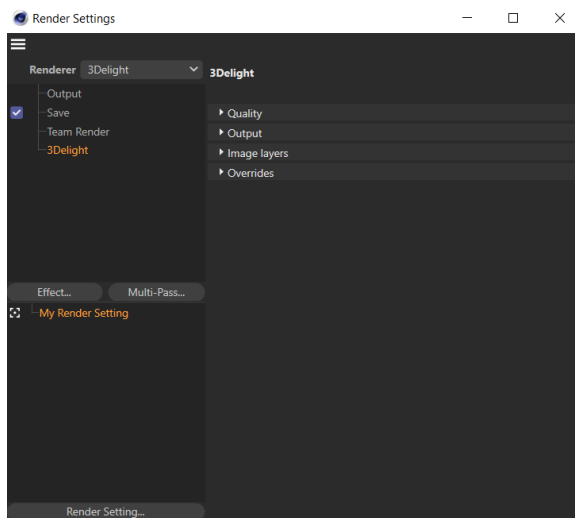 Render Settings
Renderer 3Delight
Output
Save
Team Render
3Delight
Effect...
Multi-Pass...
My Render Setting
Render Setting...
3Delight
Quality
Output
Image layers
Overrides